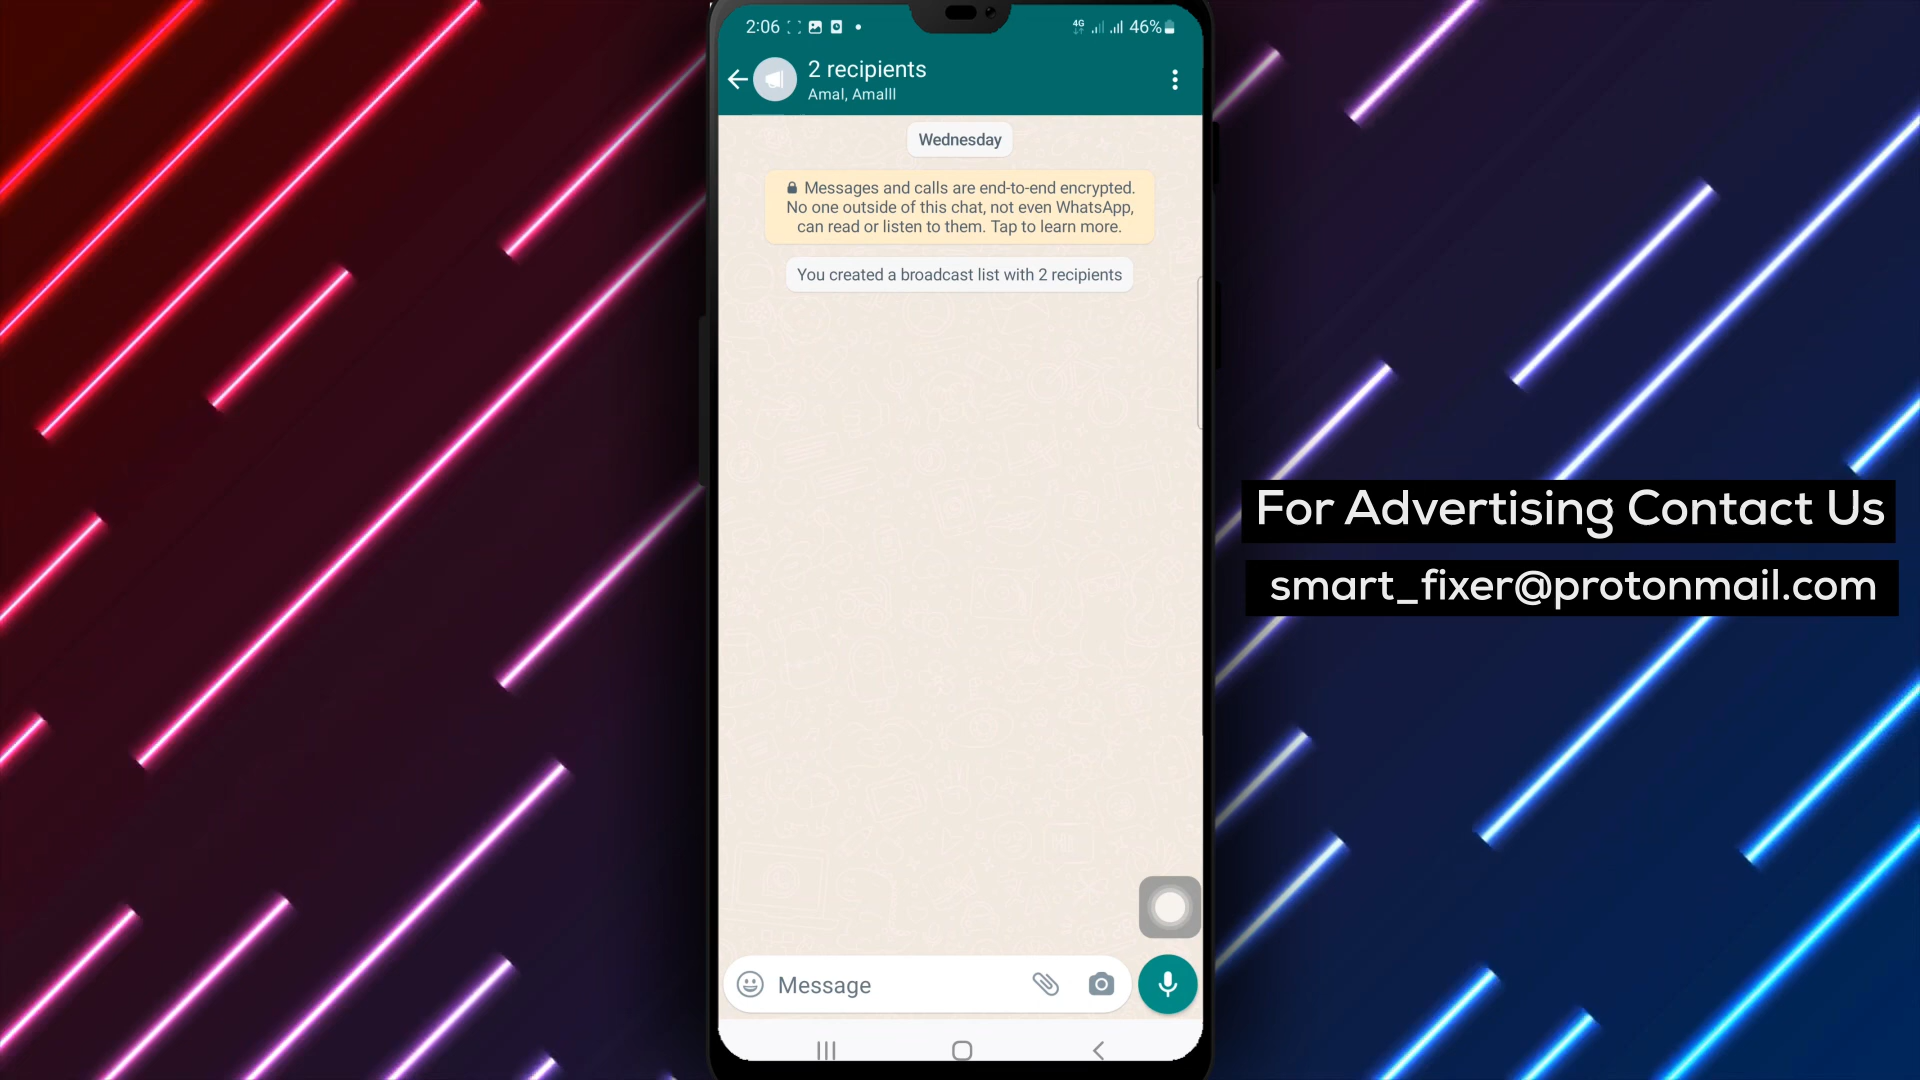 2:06
4G
46%
2 recipients
Amal, Amalll
Wednesday
Messages and calls are end-to-end encrypted.
No one outside of this chat, not even WhatsApp,
can read or listen to them. Tap to learn more.
You created a broadcast list with 2 recipients
For Advertising Contact Us
smart_fixer@protonmail.com
Message